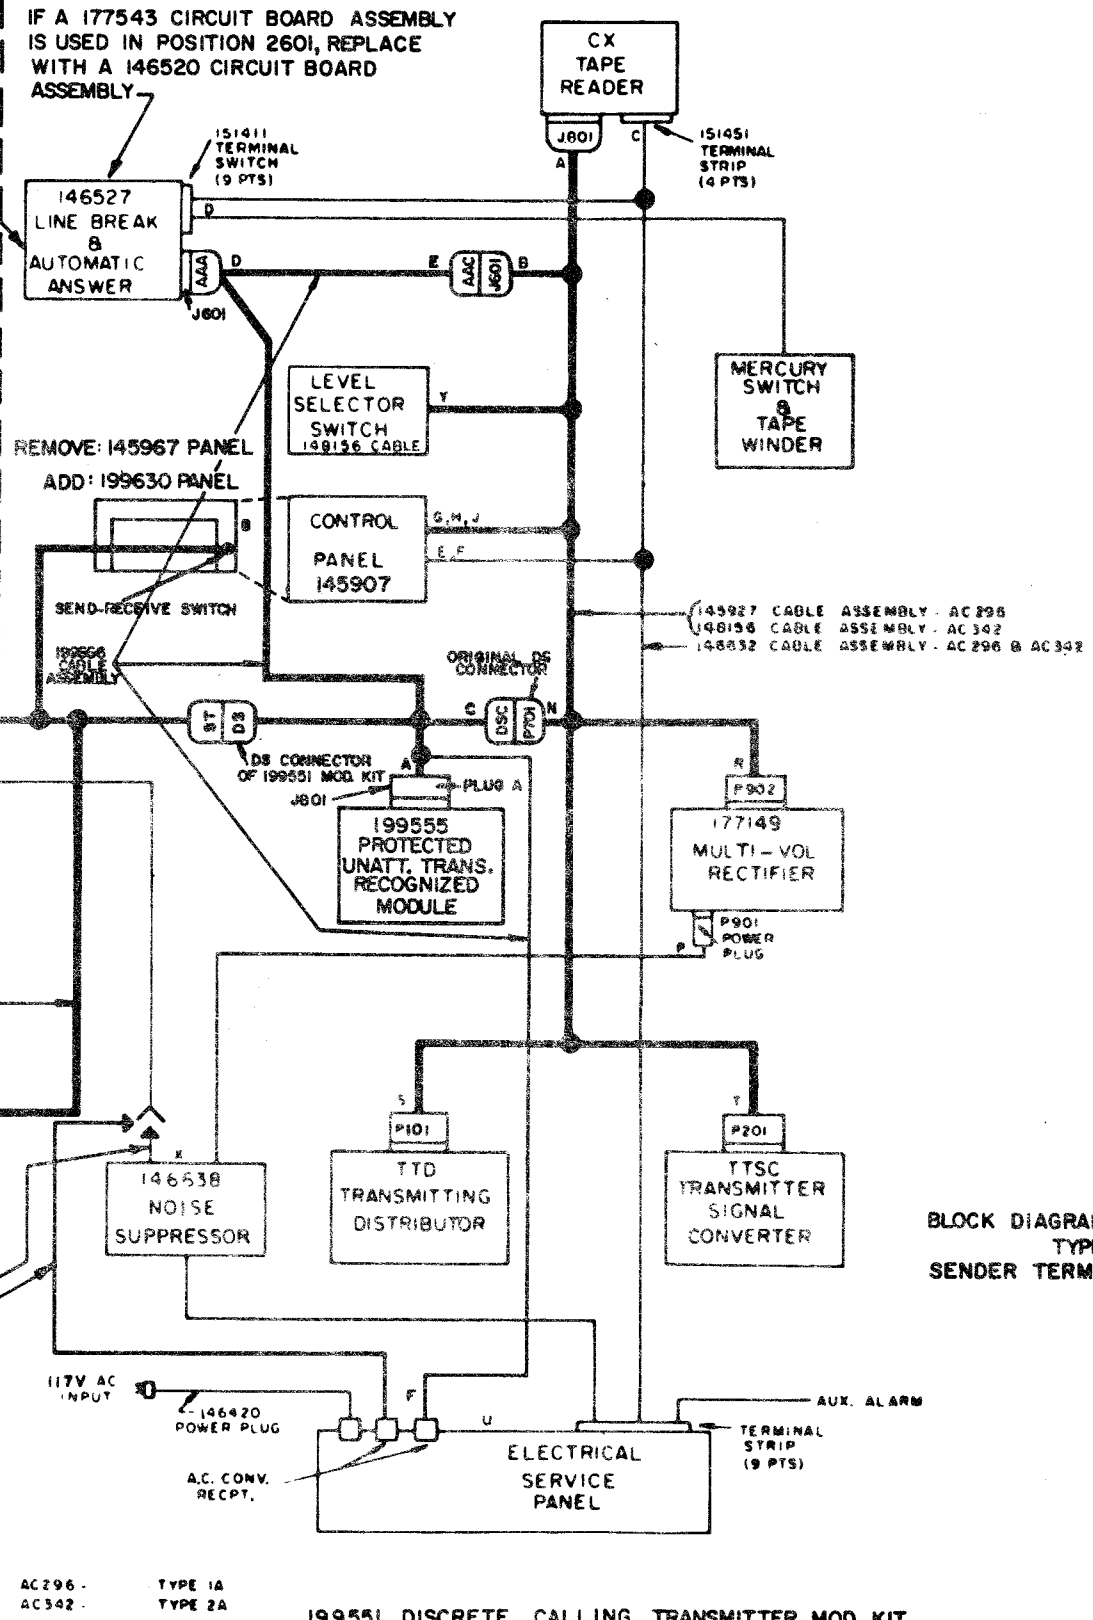 IF A 177543 CIRCUIT BOARD ASSEMBLY
IS USED IN POSITION 2601, REPLACE
WITH A 146520 CIRCUIT BOARD
ASSEMBLY
CX
TAPE
READER
J801
C
A
151451
TERMINAL
STRIP
(4 PTS)
151411
TERMINAL
SWITCH
(9 PTS)
146527
LINE BREAK
&
AUTOMATIC
ANSWER
D
AAA
D
J601
E
AAC
J601
B
MERCURY
SWITCH
&
TAPE
WINDER
LEVEL
SELECTOR
SWITCH
148156 CABLE
Y
REMOVE: 145967 PANEL
ADD: 199630 PANEL
B
CONTROL
PANEL
145907
G, H, J
E, F
SEND-RECEIVE SWITCH
145927 CABLE ASSEMBLY - AC296
148156 CABLE ASSEMBLY - AC342
146632 CABLE ASSEMBLY - AC296 & AC342
CABLE
ASSEMBLY
ORIGINAL DS
CONNECTOR
ST
DS
DSC
P701
N
DS CONNECTOR
OF 199551 MOD. KIT
A
J801
PLUG A
199555
PROTECTED
UNATT. TRANS.
RECOGNIZED
MODULE
R
P902
177149
MULTI-VOL
RECTIFIER
P901
POWER
PLUG
P
S
P101
TTD
TRANSMITTING
DISTRIBUTOR
T
P201
TTSC
TRANSMITTER
SIGNAL
CONVERTER
X
146638
NOISE
SUPPRESSOR
BLOCK DIAGRA
TYP
SENDER TERM
117V AC
INPUT
146420
POWER PLUG
F
U
AUX. ALARM
TERMINAL
STRIP
(9 PTS)
A.C. CONV.
RECPT.
ELECTRICAL
SERVICE
PANEL
AC296 - TYPE 1A
AC342 - TYPE 2A
199551 DISCRETE CALLING TRANSMITTER MOD KIT